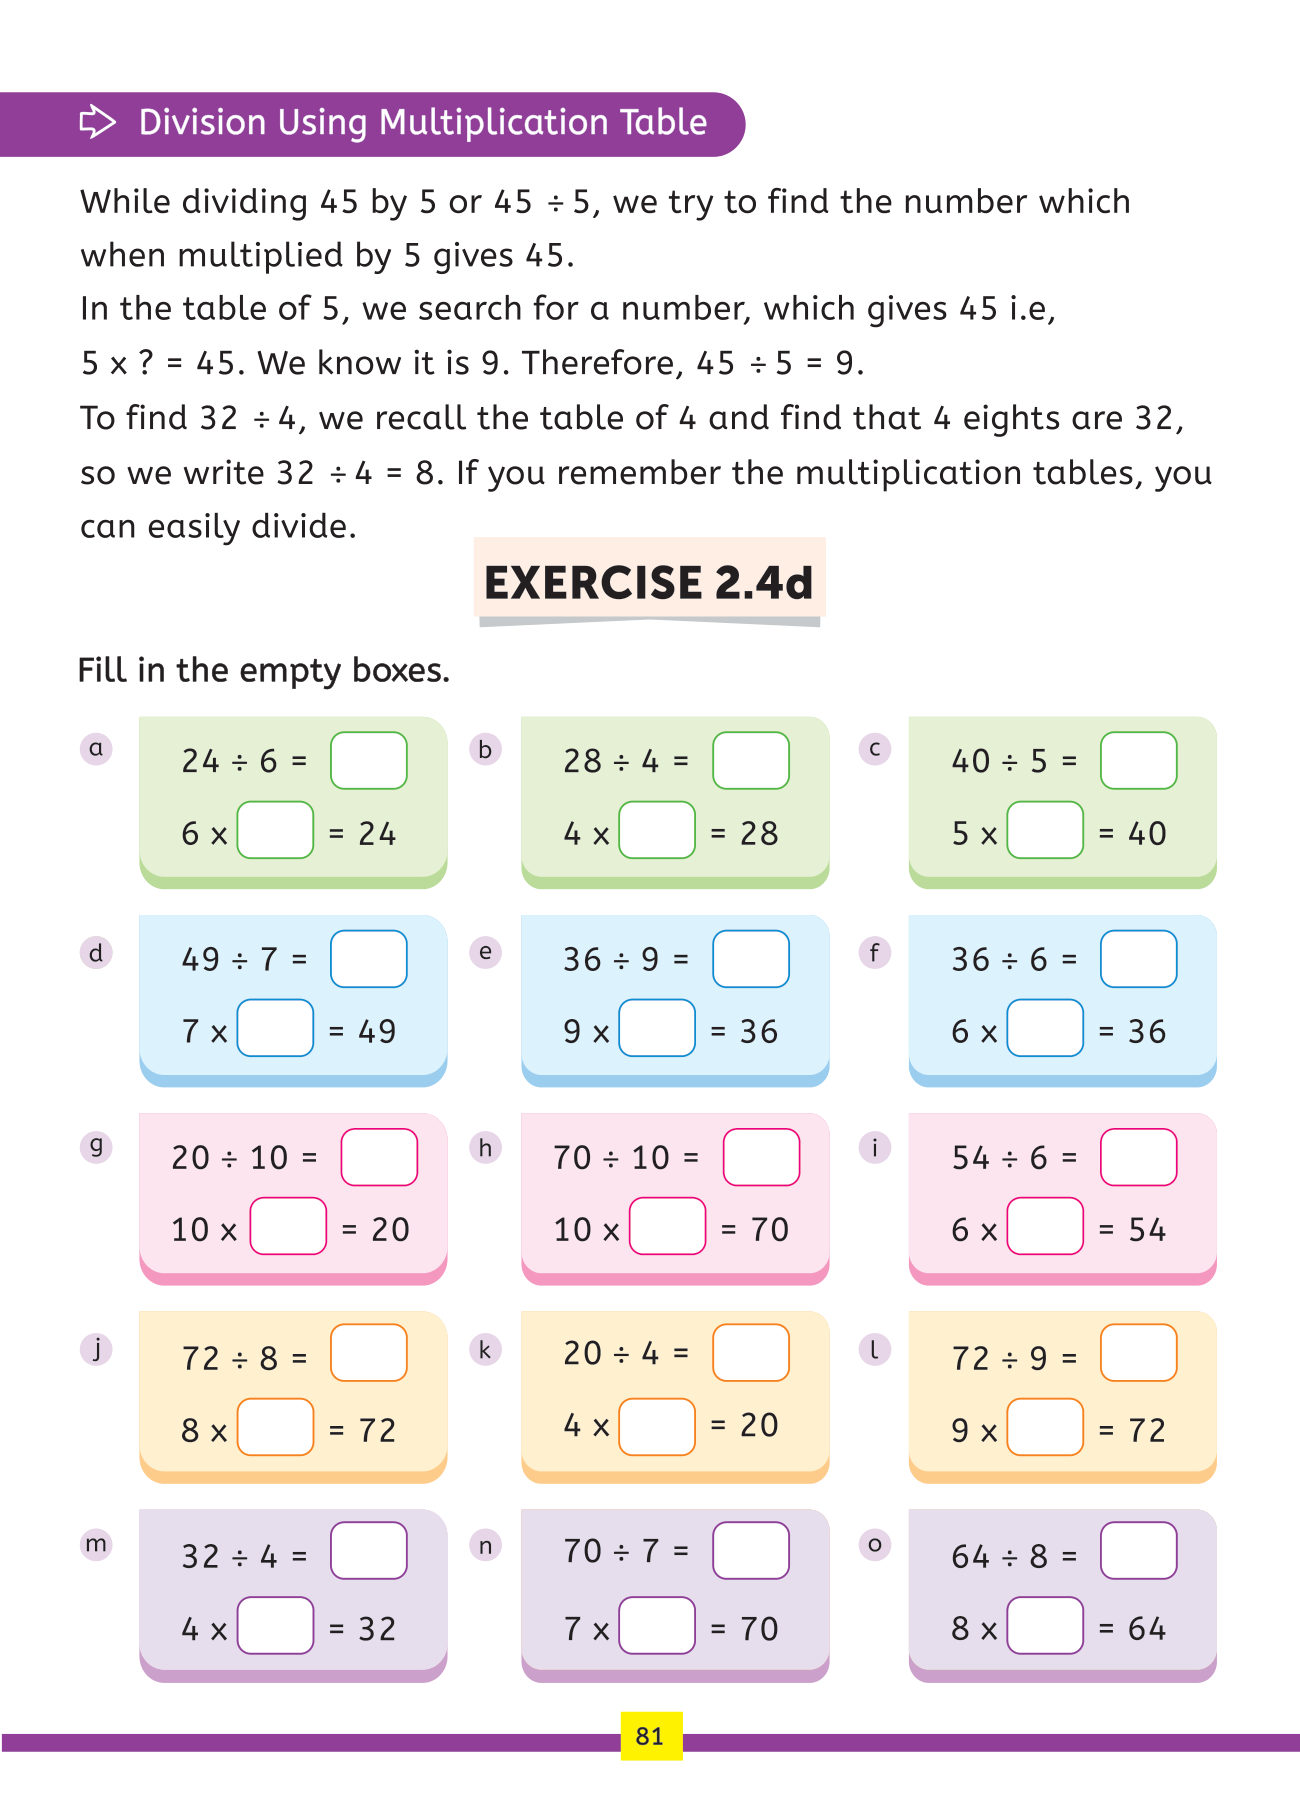 Division Using Multiplication Table
While dividing 45 by 5 or 45 ÷ 5, we try to find the number which
when multiplied by 5 gives 45.
In the table of 5, we search for a number, which gives 45 i.e,
5 x ? = 45. We know it is 9. Therefore, 45 ÷ 5 = 9.
To find 32 ÷ 4, we recall the table of 4 and find that 4 eights are 32,
so we write 32 ÷ 4 = 8. If you remember the multiplication tables, you
can easily divide.
EXERCISE 2.4d
Fill in the empty boxes.
a
24 ÷ 6 =
6 x = 24
b
28 ÷ 4 =
4 x = 28
c
40 ÷ 5 =
5 x = 40
d
49 ÷ 7 =
7 x = 49
e
36 ÷ 9 =
9 x = 36
f
36 ÷ 6 =
6 x = 36
g
20 ÷ 10 =
10 x = 20
h
70 ÷ 10 =
10 x = 70
i
54 ÷ 6 =
6 x = 54
j
72 ÷ 8 =
8 x = 72
k
20 ÷ 4 =
4 x = 20
l
72 ÷ 9 =
9 x = 72
m
32 ÷ 4 =
4 x = 32
n
70 ÷ 7 =
7 x = 70
o
64 ÷ 8 =
8 x = 64
81